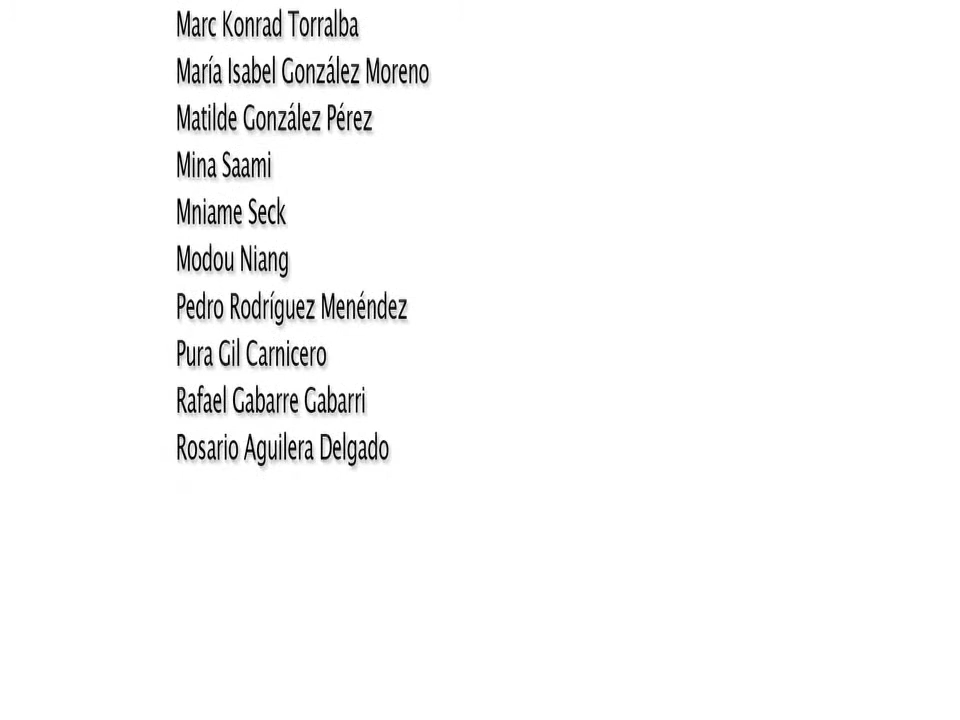 Marc Konrad Torralba
María Isabel González Moreno
Matilde González Pérez
Mina Saami
Mniame Seck
Modou Niang
Pedro Rodríguez Menéndez
Pura Gil Carnicero
Rafael Gabarre Gabarri
Rosario Aguilera Delgado